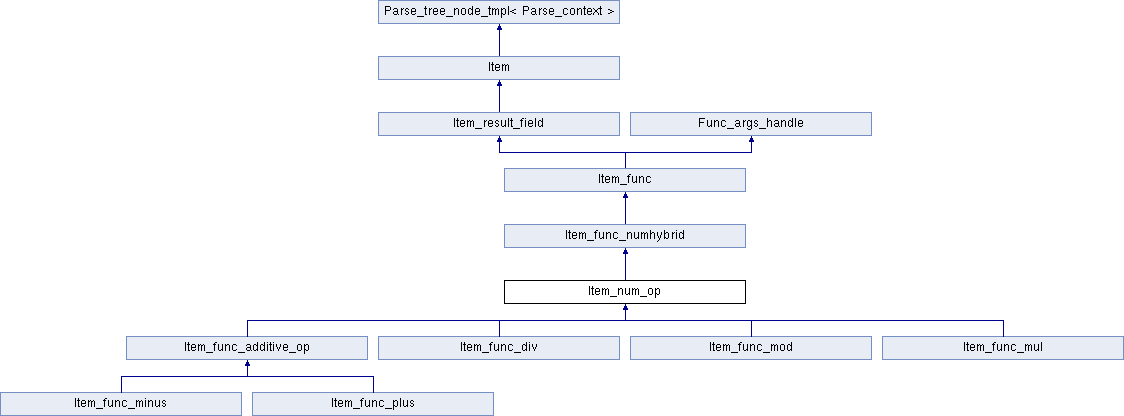 Parse_tree_node_tmpl< Parse_context >
Item
Item_result_field
Func_args_handle
Item_func
Item_func_numhybrid
Item_num_op
Item_func_additive_op
Item_func_div
Item_func_mod
Item_func_mul
Item_func_minus
Item_func_plus